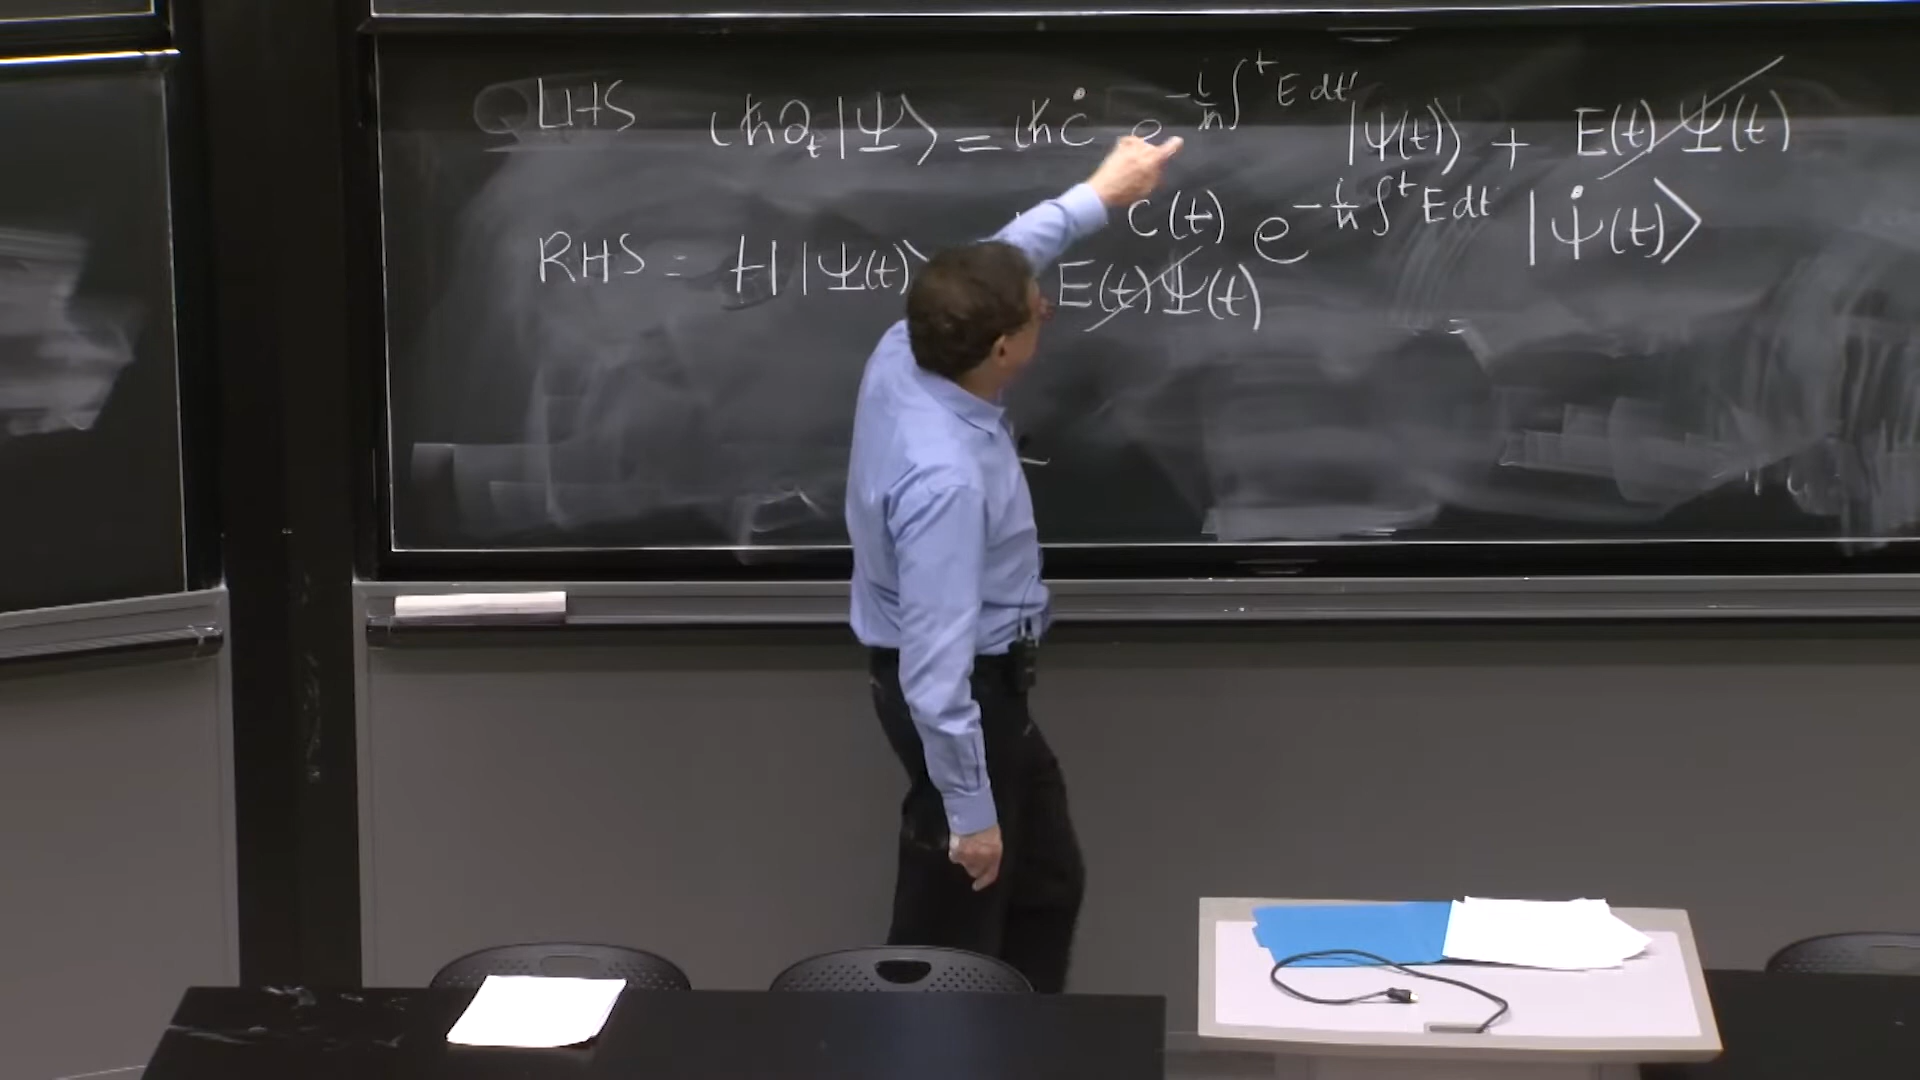 LHS iħ∂ₜ|Ψ⟩ = iħċ e^{-i/ħ ∫^t E dt'} |ψ(t)⟩ + E(t) Ψ(t)
c(t) e^{-i/ħ ∫^t E dt} |ψ̇(t)⟩
RHS = H |Ψ(t)⟩ E(t) Ψ(t)